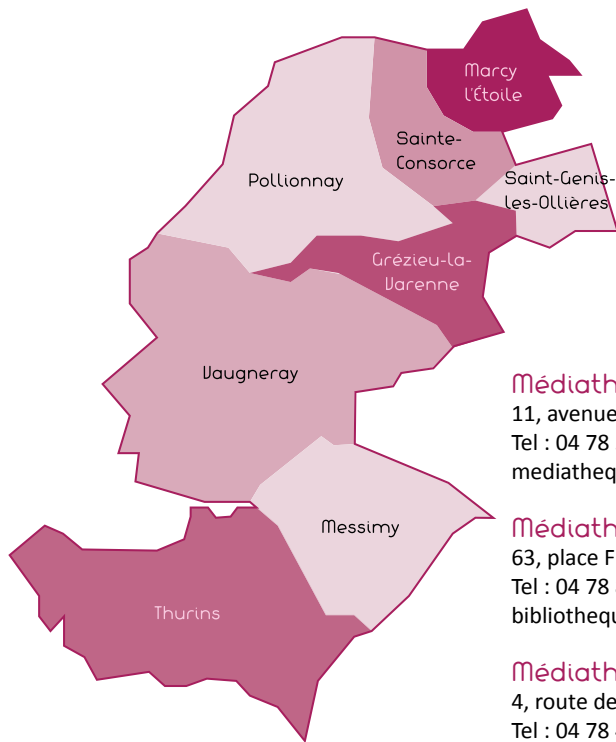 Marcy
l'Étoile
Sainte-
Consorce
Pollionnay
Saint-Genis-
les-Ollières
Grézieu-la-
Varenne
Vaugneray
Messimy
Thurins
Médiath
11, avenue
Tel : 04 78
mediatheq
Médiath
63, place F
Tel : 04 78
bibliothequ
Médiath
4, route de
Tel : 04 78